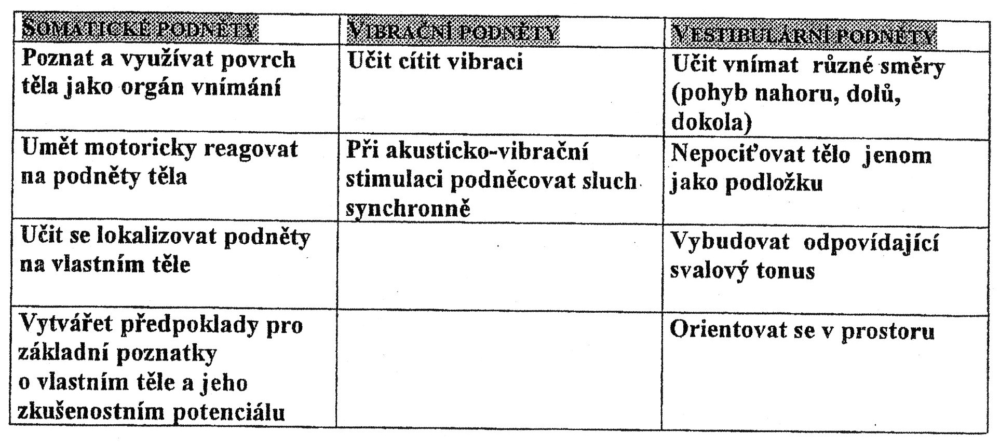 SOMATICKÉ PODNĚTY
VIBRAČNÍ PODNĚTY
VESTIBULÁRNÍ PODNĚTY
Poznat a využívat povrch
těla jako orgán vnímání
Učit cítit vibraci
Učit vnímat různé směry
(pohyb nahoru, dolů,
dokola)
Umět motoricky reagovat
na podněty těla
Při akusticko-vibrační
stimulaci podněcovat sluch
synchronně
Nepociťovat tělo jenom
jako podložku
Učit se lokalizovat podněty
na vlastním těle
Vybudovat odpovídající
svalový tonus
Vytvářet předpoklady pro
základní poznatky
o vlastním těle a jeho
zkušenostním potenciálu
Orientovat se v prostoru